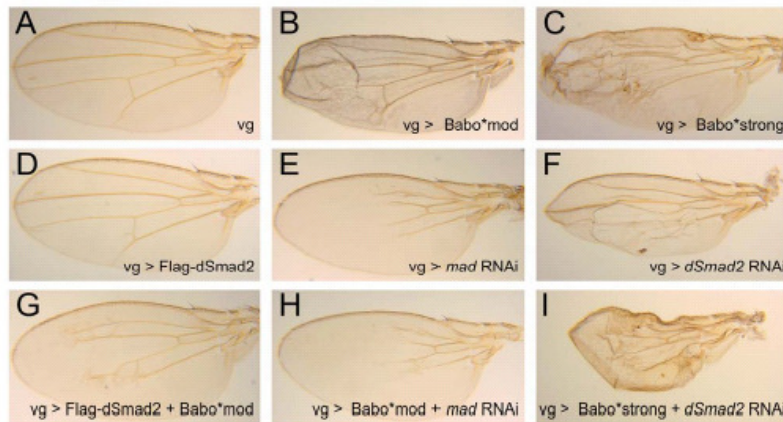 A
vg
B
vg > Babo*mod
C
vg > Babo*strong
D
vg > Flag-dSmad2
E
vg > mad RNAi
F
vg > dSmad2 RNAi
G
vg > Flag-dSmad2 + Babo*mod
H
vg > Babo*mod + mad RNAi
I
vg > Babo*strong + dSmad2 RNAi